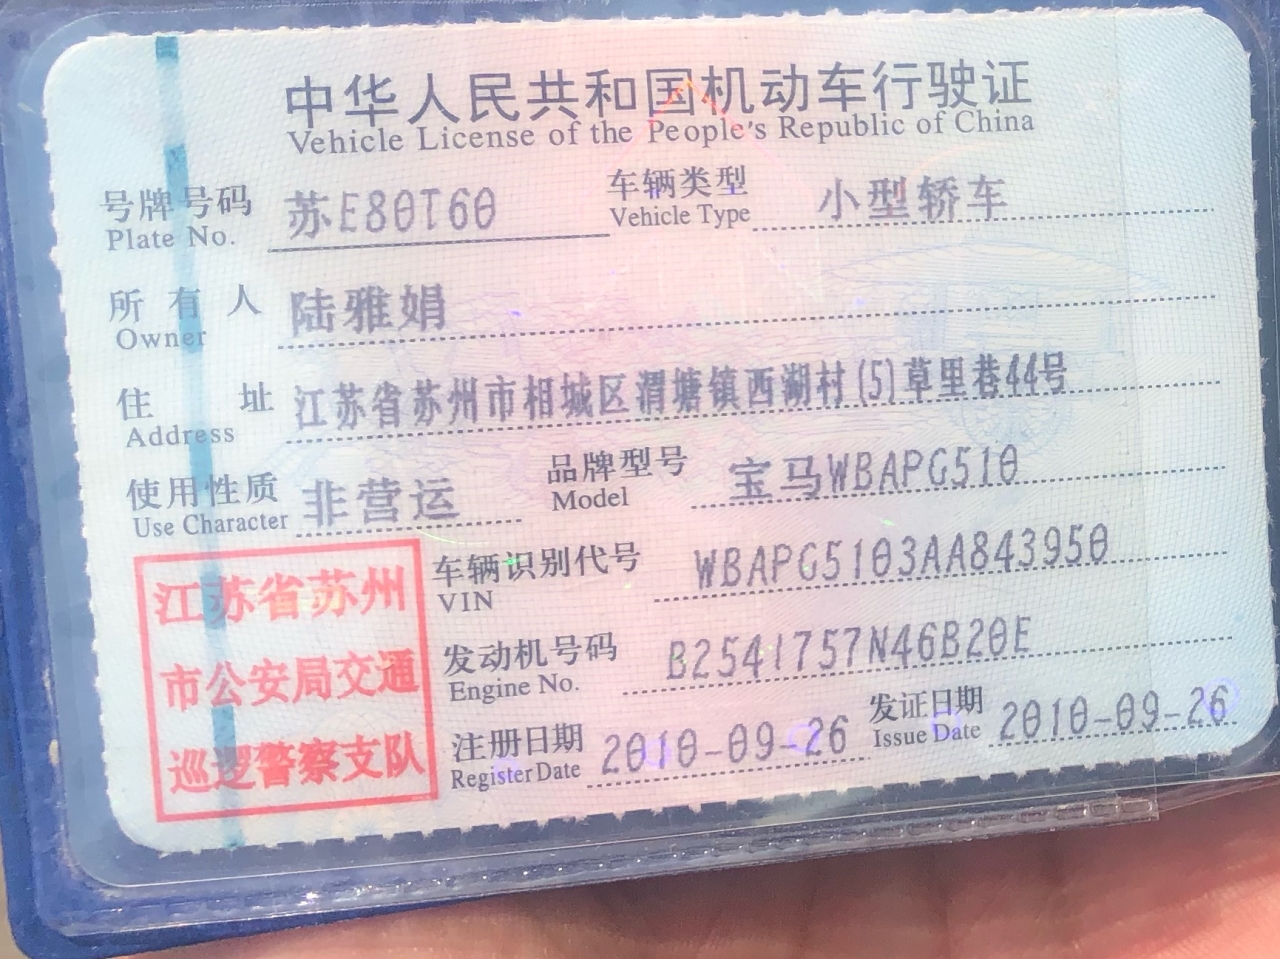 中华人民共和国机动车行驶证
Vehicle License of the People's Republic of China
号牌号码 苏E80T60 车辆类型 小型轿车
Plate No. Vehicle Type
所有人 陆雅娟
Owner
住址 江苏省苏州市相城区渭塘镇西湖村(5)草里巷44号
Address
使用性质 非营运 品牌型号 宝马WBAPG510
Use Character Model
车辆识别代号 WBAPG5103AA843950
VIN
发动机号码 B2541757N46B20E
Engine No.
注册日期 2010-09-26 发证日期 2010-09-26
Register Date Issue Date
江苏省苏州
市公安局交通
巡逻警察支队